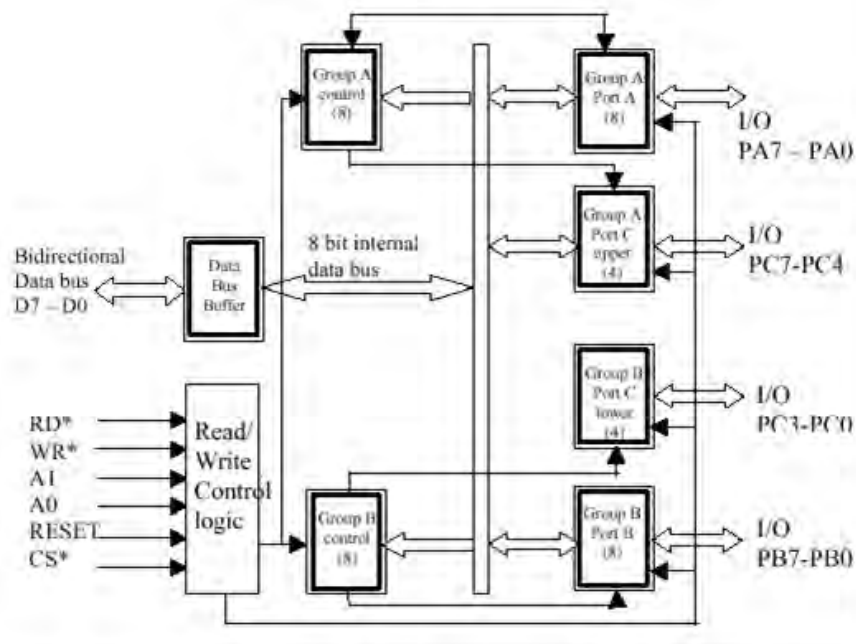 Group A
control
(8)
Group A
Port A
(8)
I/O
PA7 – PA0
Group A
Port C
upper
(4)
I/O
PC7-PC4
Bidirectional
Data bus
D7 – D0
Data
Bus
Buffer
8 bit internal
data bus
Group B
Port C
lower
(4)
I/O
PC3-PC0
RD*
WR*
A1
A0
RESET
CS*
Read/
Write
Control
logic
Group B
control
(8)
Group B
Port B
(8)
I/O
PB7-PB0